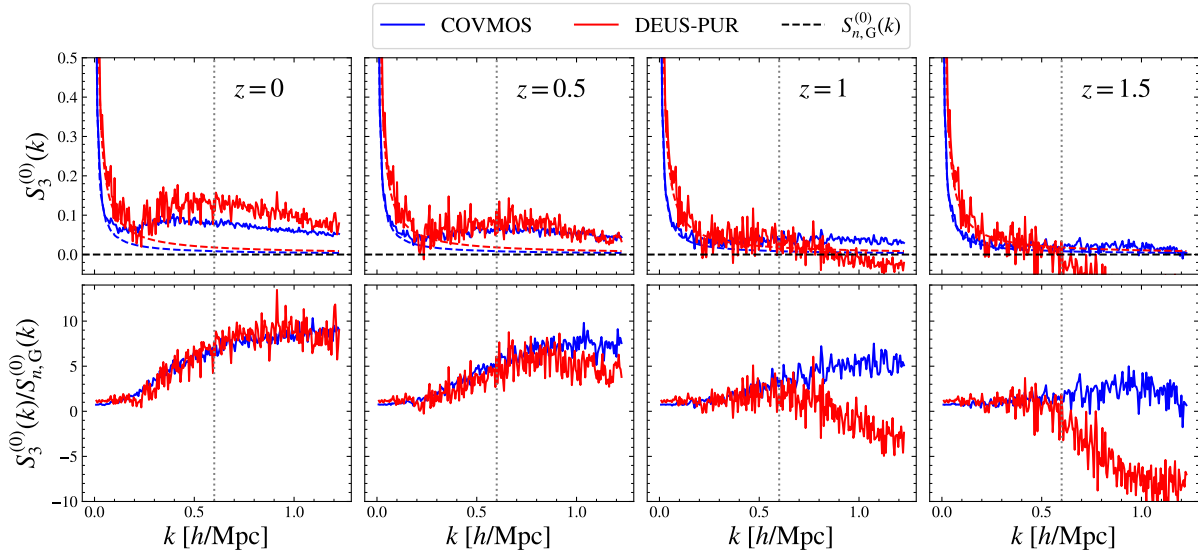 COVMOS DEUS-PUR $S_{n,\mathrm{G}}^{(0)}(k)$
$S_3^{(0)}(k)$
0.5
0.4
0.3
0.2
0.1
0.0
z = 0 z = 0.5 z = 1 z = 1.5
$S_3^{(0)}(k)/S_{n,\mathrm{G}}^{(0)}(k)$
10
5
0
−5
−10
0.0 0.5 1.0 0.0 0.5 1.0 0.0 0.5 1.0 0.0 0.5 1.0
k [h/Mpc] k [h/Mpc] k [h/Mpc] k [h/Mpc]